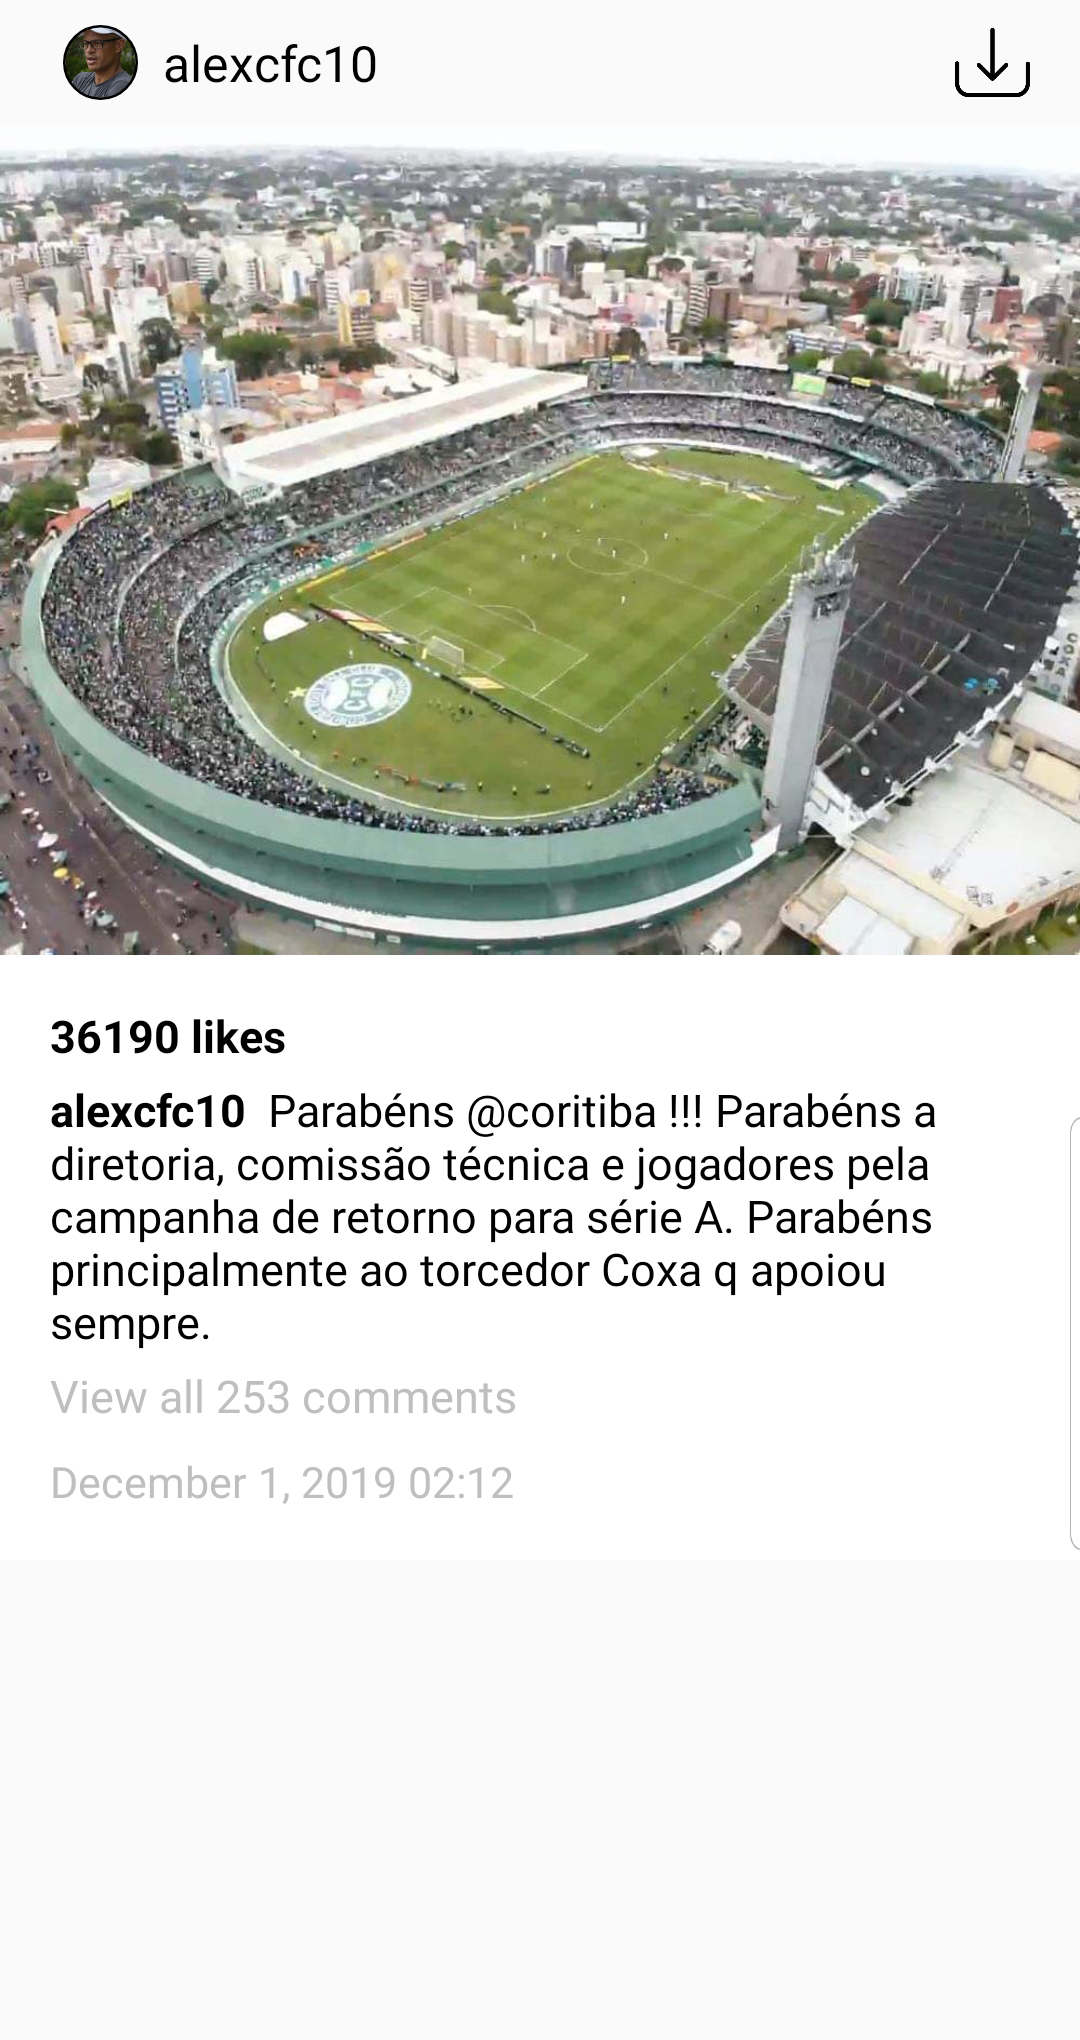 alexcfc10
CFC
36190 likes
alexcfc10 Parabéns @coritiba !!! Parabéns a
diretoria, comissão técnica e jogadores pela
campanha de retorno para série A. Parabéns
principalmente ao torcedor Coxa q apoiou
sempre.
View all 253 comments
December 1, 2019 02:12